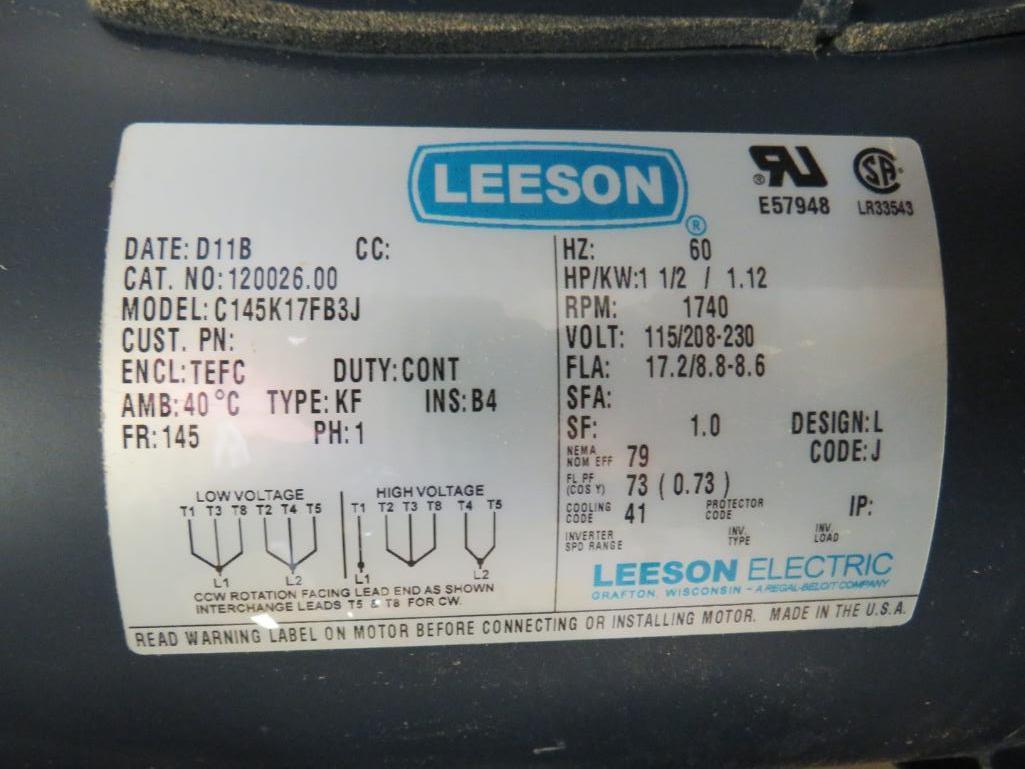 LEESON
®
® RU
E57948
SA
LR33543
DATE: D11B CC:
CAT. NO: 120026.00
MODEL: C145K17FB3J
CUST. PN:
ENCL: TEFC DUTY: CONT
AMB: 40°C TYPE: KF INS: B4
FR: 145 PH: 1
LOW VOLTAGE
T1 T3 T8 T2 T4 T5
L1 L2
HIGH VOLTAGE
T1 T2 T3 T8 T4 T5
L1 L2
CCW ROTATION FACING LEAD END AS SHOWN
INTERCHANGE LEADS T5 & T8 FOR CW.
HZ: 60
HP/KW: 1 1/2 / 1.12
RPM: 1740
VOLT: 115/208-230
FLA: 17.2/8.8-8.6
SFA:
SF: 1.0 DESIGN: L
CODE: J
NEMA
NOM EFF 79
FL PF
(COS Y) 73 ( 0.73 )
COOLING
CODE 41 PROTECTOR
CODE IP:
INVERTER
SPD RANGE INV.
TYPE INV.
LOAD
LEESON ELECTRIC
GRAFTON, WISCONSIN - A REGAL-BELOIT COMPANY
READ WARNING LABEL ON MOTOR BEFORE CONNECTING OR INSTALLING MOTOR. MADE IN THE U.S.A.